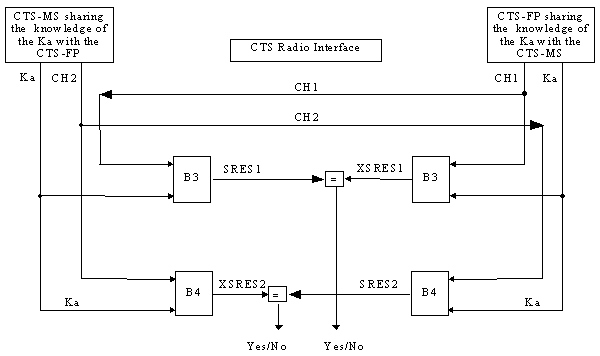 CTS-MS sharing
the knowledge of
the Ka with the
CTS-FP
CTS-FP sharing
the knowledge of
the Ka with the
CTS-MS
CTS Radio Interface
Ka
CH2
CH1
Ka
CH1
CH2
B3
SRES1
=
XSRES1
B3
B4
XSRES2
=
SRES2
B4
Ka
Ka
Yes/No
Yes/No